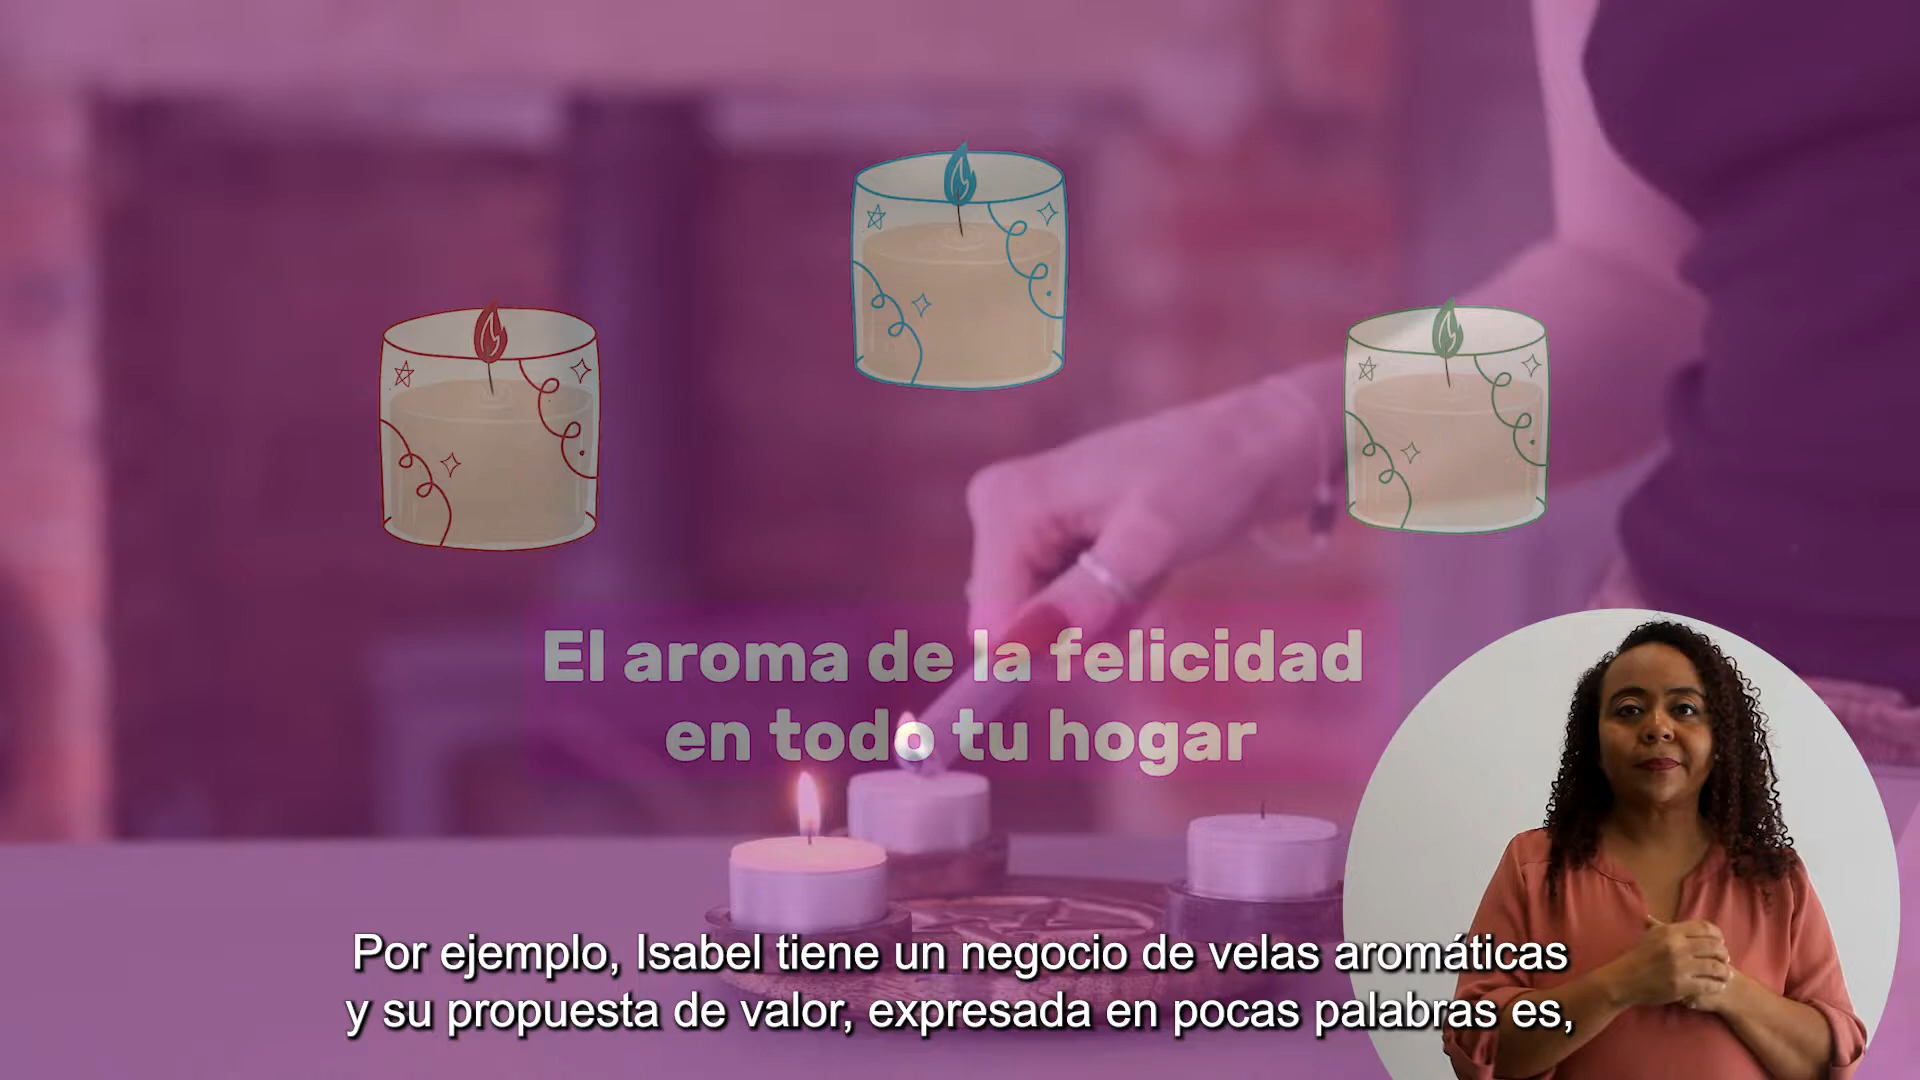 El aroma de la felicidad
en todo tu hogar
Por ejemplo, Isabel tiene un negocio de velas aromáticas
y su propuesta de valor, expresada en pocas palabras es,